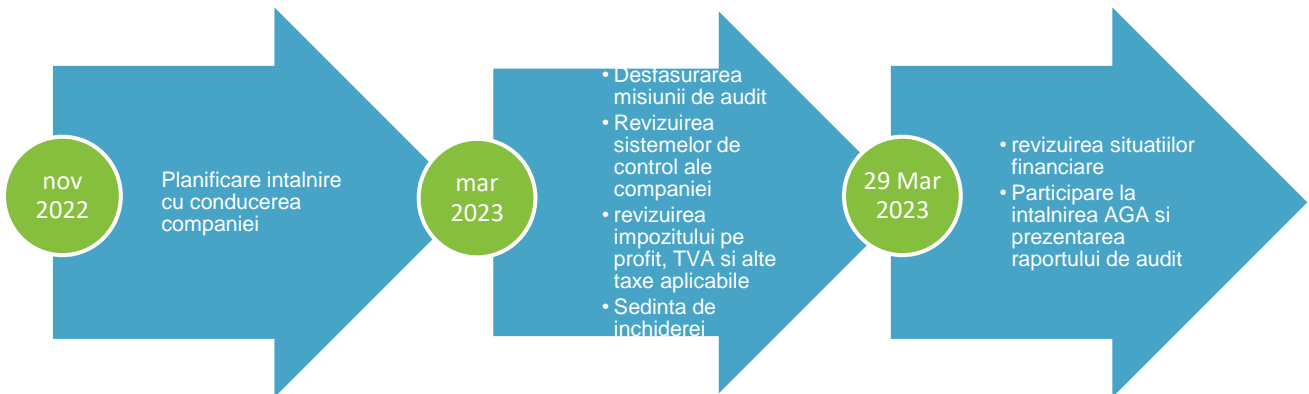 nov
2022
Planificare intalnire
cu conducerea
companiei
mar
2023
• Desfasurarea
misiunii de audit
• Revizuirea
sistemelor de
control ale
companiei
• revizuirea
impozitului pe
profit, TVA si alte
taxe aplicabile
• Sedinta de
inchiderei
29 Mar
2023
• revizuirea situatiilor
financiare
• Participare la
intalnirea AGA si
prezentarea
raportului de audit